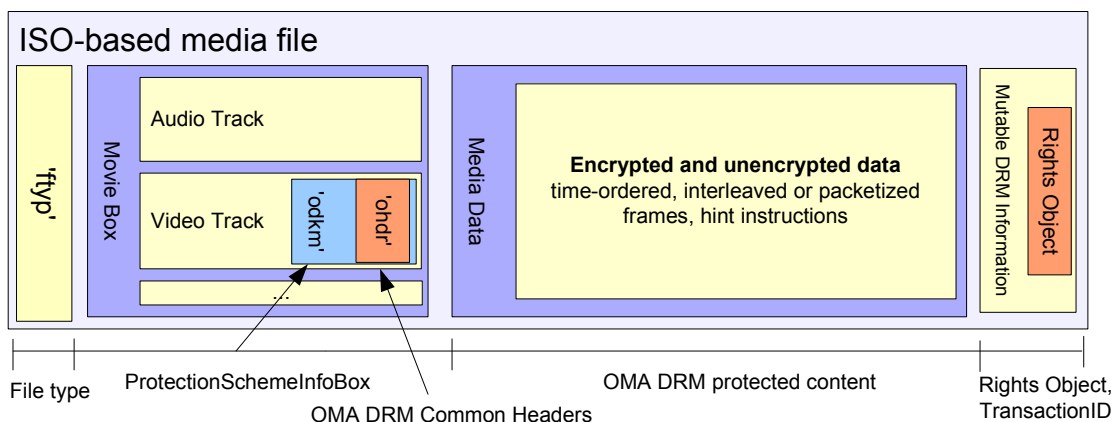 ISO-based media file
'ftyp'
Movie Box
Audio Track
Video Track
'odkm'
'ohdr'
...
Media Data
Encrypted and unencrypted data
time-ordered, interleaved or packetized
frames, hint instructions
Mutable DRM Information
Rights Object
File type
ProtectionSchemeInfoBox
OMA DRM Common Headers
OMA DRM protected content
Rights Object,
TransactionID